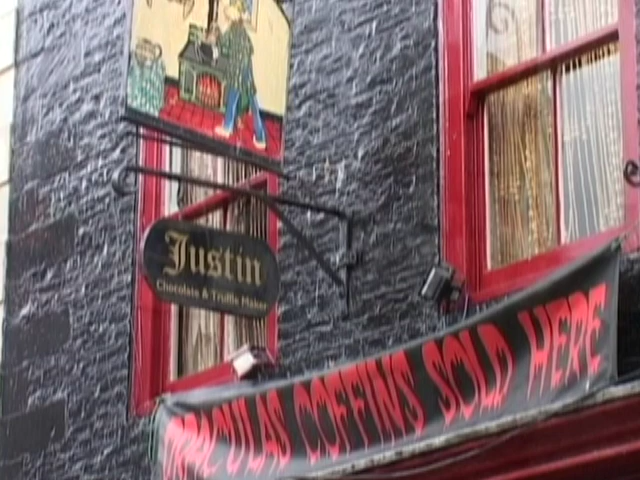 Justin
Chocolate & Truffle Maker
DRACULAS COFFINS SOLD HERE